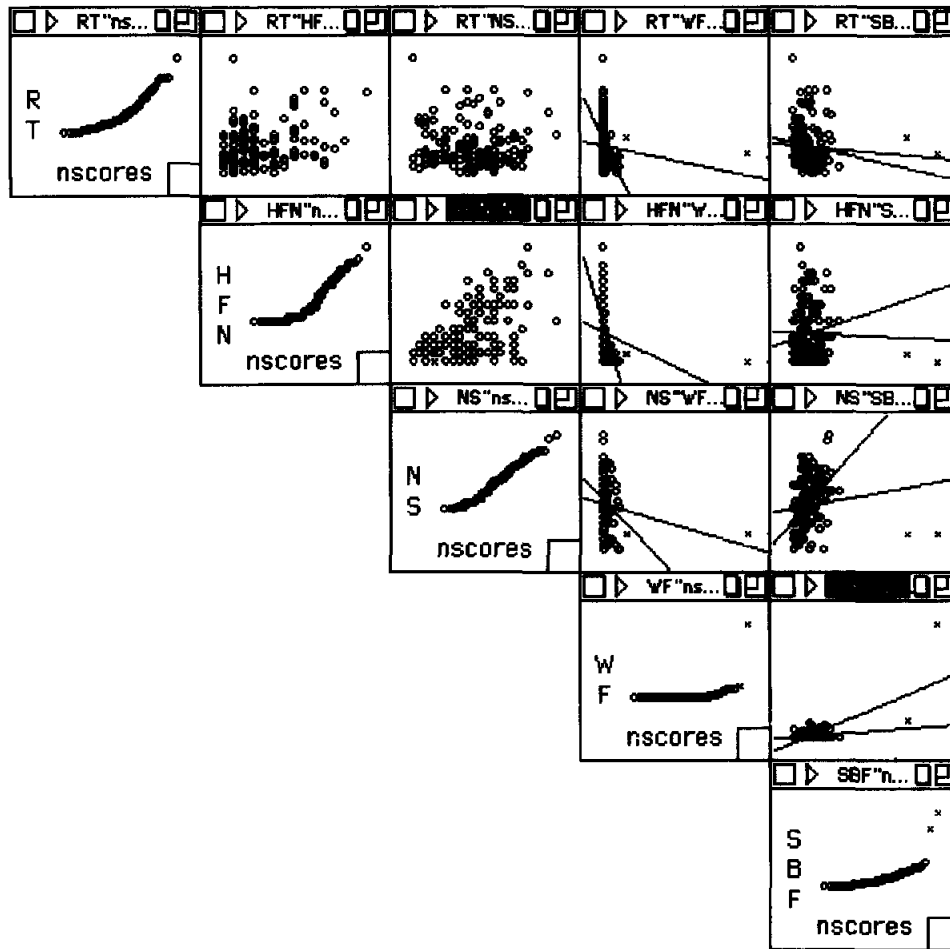 RT"ns...
RT"HF...
RT"NS...
RT"WF...
RT"SB...
R
T
nscores
HFN"n...
HFN"W...
HFN"S...
H
F
N
nscores
NS"ns...
NS"WF...
NS"SB...
N
S
nscores
WF"ns...
W
F
nscores
SBF"n...
S
B
F
nscores